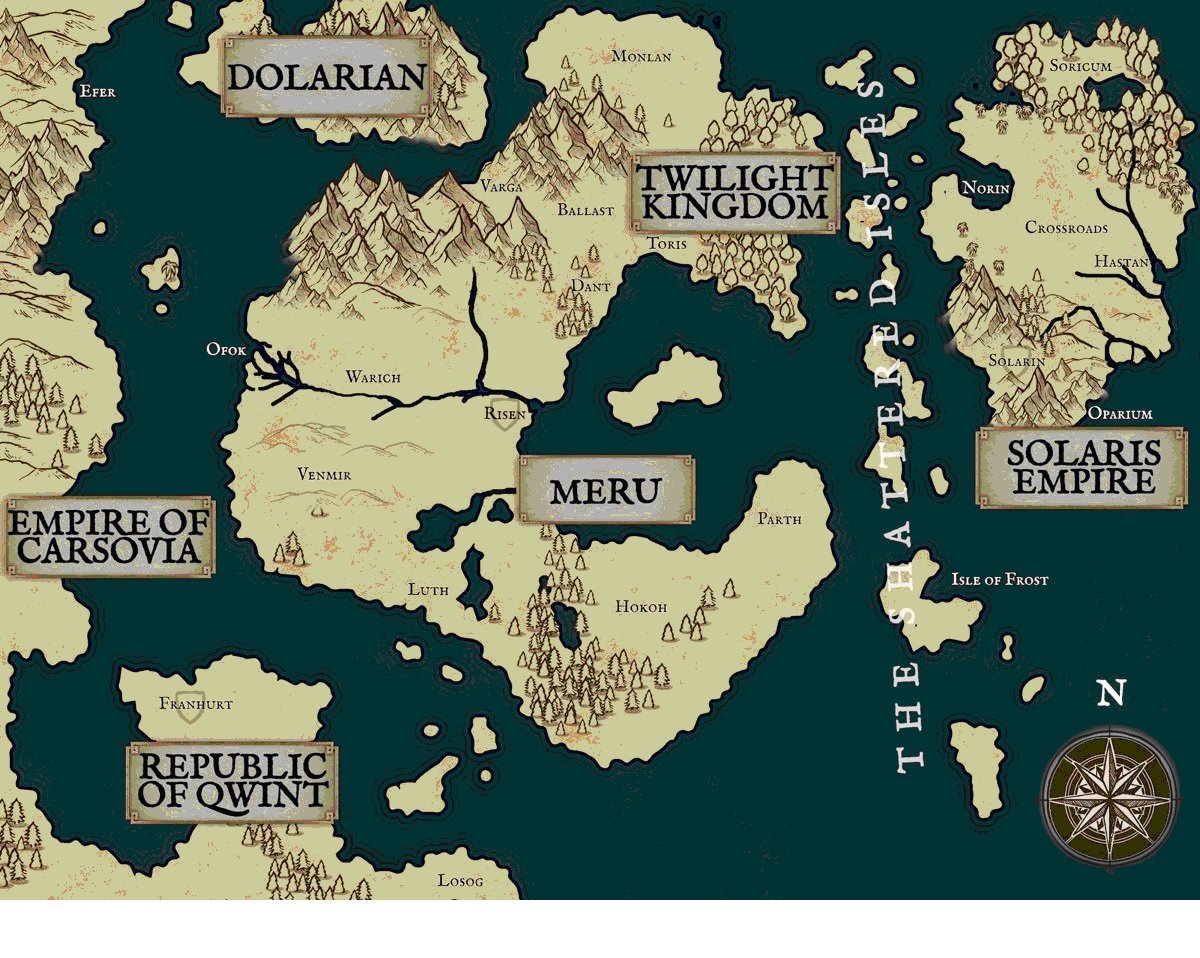 MONLAN
SORICUM
DOLARIAN
EFER
TWILIGHT
KINGDOM
VARGA
NORIN
BALLAST
CROSSROADS
TORIS
HASTAN
DANT
OFOK
SOLARIN
WARICH
RISEN
OPARIUM
THE SHATTERED ISLES
SOLARIS
EMPIRE
VENMIR
MERU
EMPIRE OF
CARSOVIA
PARTH
ISLE OF FROST
LUTH
HOKOH
N
FRANHURT
REPUBLIC
OF QWINT
LOSOG